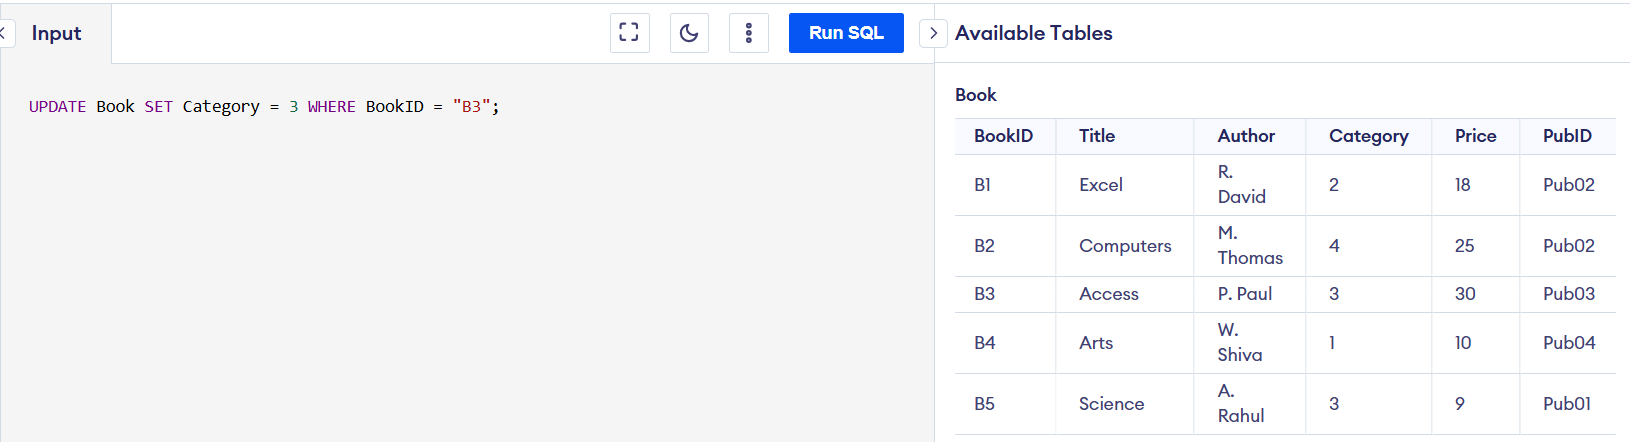 Input
Run SQL
Available Tables
UPDATE Book SET Category = 3 WHERE BookID = "B3";
Book
BookID Title Author Category Price PubID
B1 Excel R. David 2 18 Pub02
B2 Computers M. Thomas 4 25 Pub02
B3 Access P. Paul 3 30 Pub03
B4 Arts W. Shiva 1 10 Pub04
B5 Science A. Rahul 3 9 Pub01